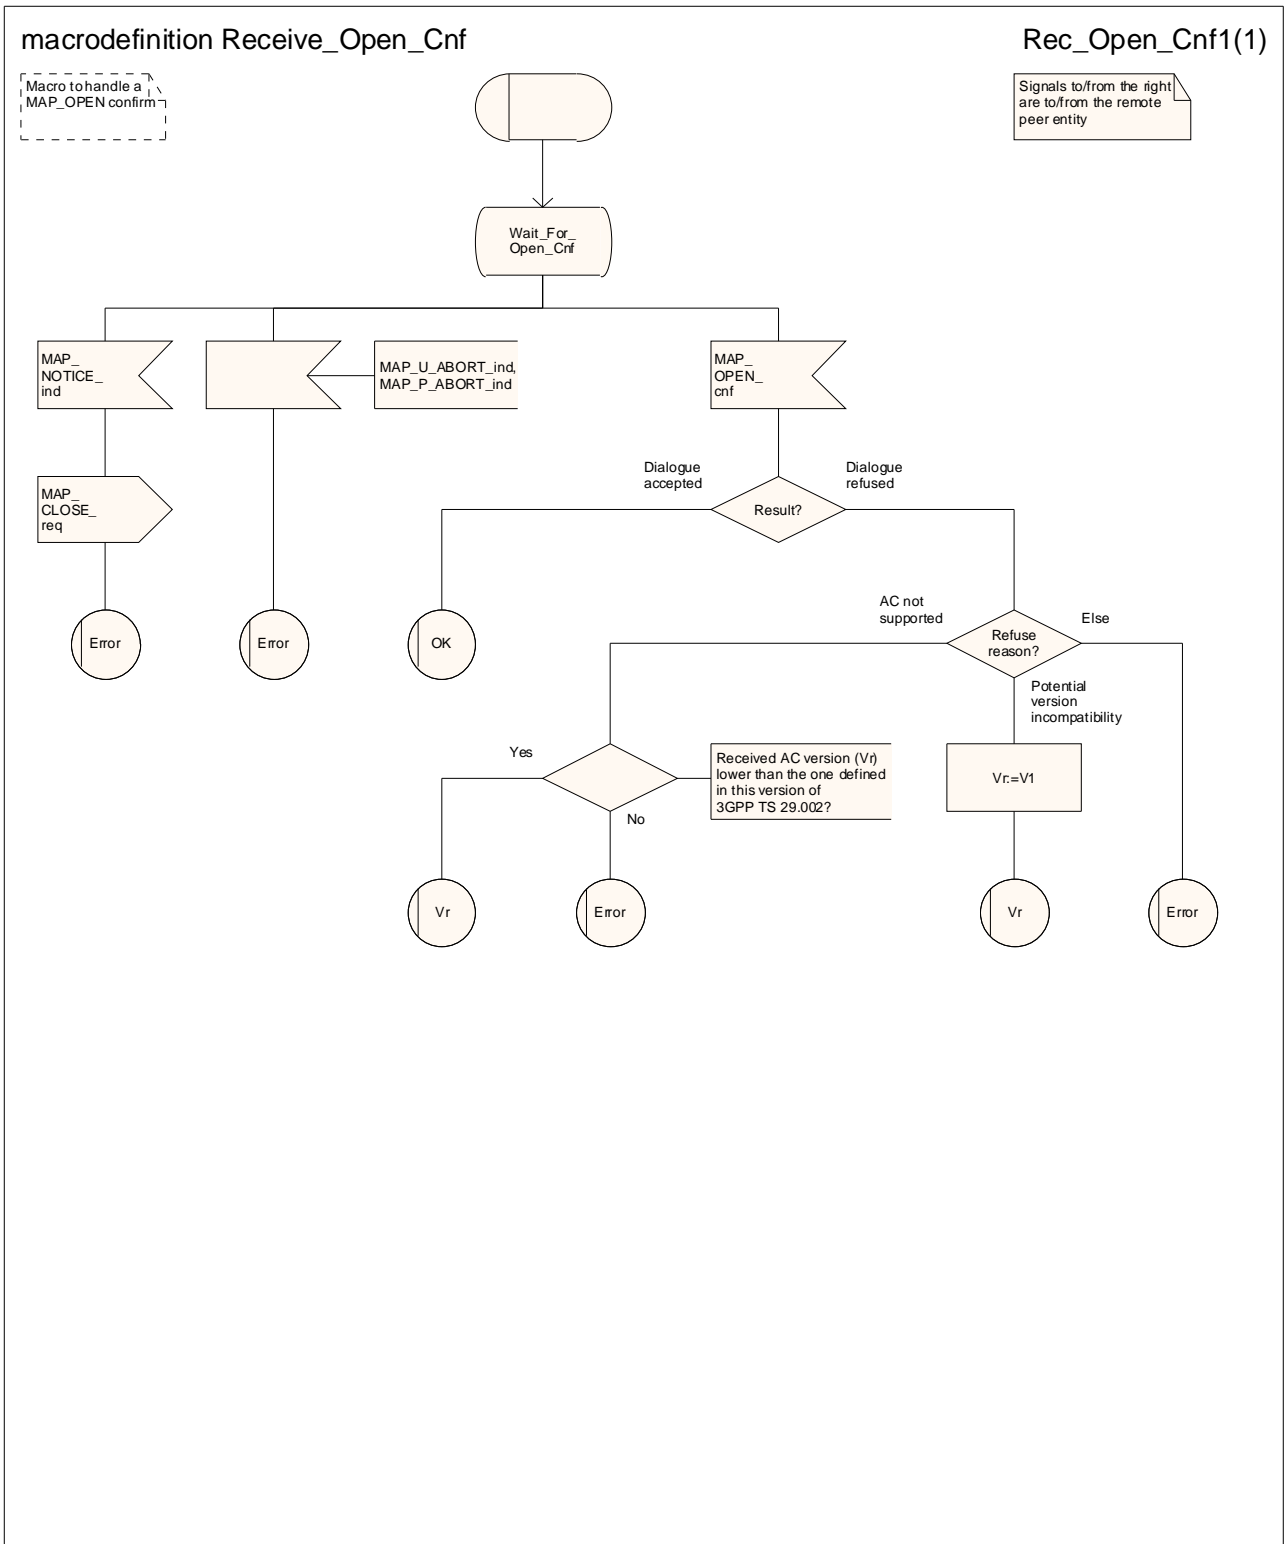 macrodefinition Receive_Open_Cnf
Rec_Open_Cnf1(1)
Macro to handle a
MAP_OPEN confirm
Signals to/from the right
are to/from the remote
peer entity
Wait_For_
Open_Cnf
MAP_
NOTICE_
ind
MAP_U_ABORT_ind,
MAP_P_ABORT_ind
MAP_
OPEN_
cnf
Dialogue
accepted
Dialogue
refused
MAP_
CLOSE_
req
Result?
AC not
supported
Else
Error
Error
OK
Refuse
reason?
Potential
version
incompatibility
Yes
Received AC version (Vr)
lower than the one defined
in this version of
3GPP TS 29.002?
Vr:=V1
No
Vr
Error
Vr
Error